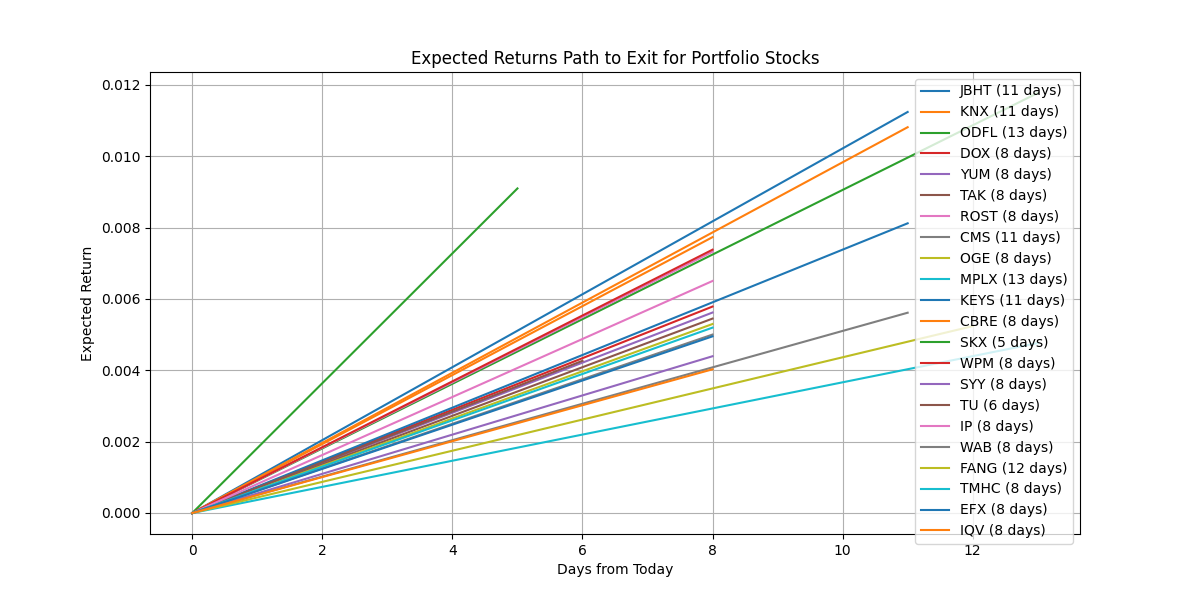 Expected Returns Path to Exit for Portfolio Stocks
Expected Return
0.012
0.010
0.008
0.006
0.004
0.002
0.000
0 2 4 6 8 10 12
Days from Today
JBHT (11 days)
KNX (11 days)
ODFL (13 days)
DOX (8 days)
YUM (8 days)
TAK (8 days)
ROST (8 days)
CMS (11 days)
OGE (8 days)
MPLX (13 days)
KEYS (11 days)
CBRE (8 days)
SKX (5 days)
WPM (8 days)
SYY (8 days)
TU (6 days)
IP (8 days)
WAB (8 days)
FANG (12 days)
TMHC (8 days)
EFX (8 days)
IQV (8 days)